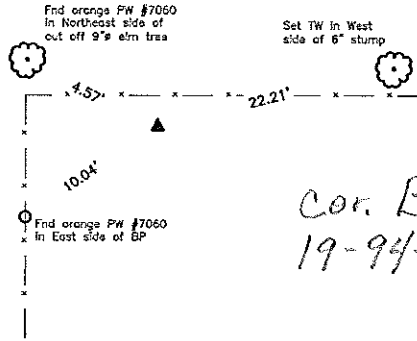 Fnd orange PW #7060
in Northeast side of
cut off 9"ø elm tree
Set TW in West
side of 6" stump
4.57'
22.21'
10.04'
Fnd orange PW #7060
in East side of BP
Cor.
19-94-